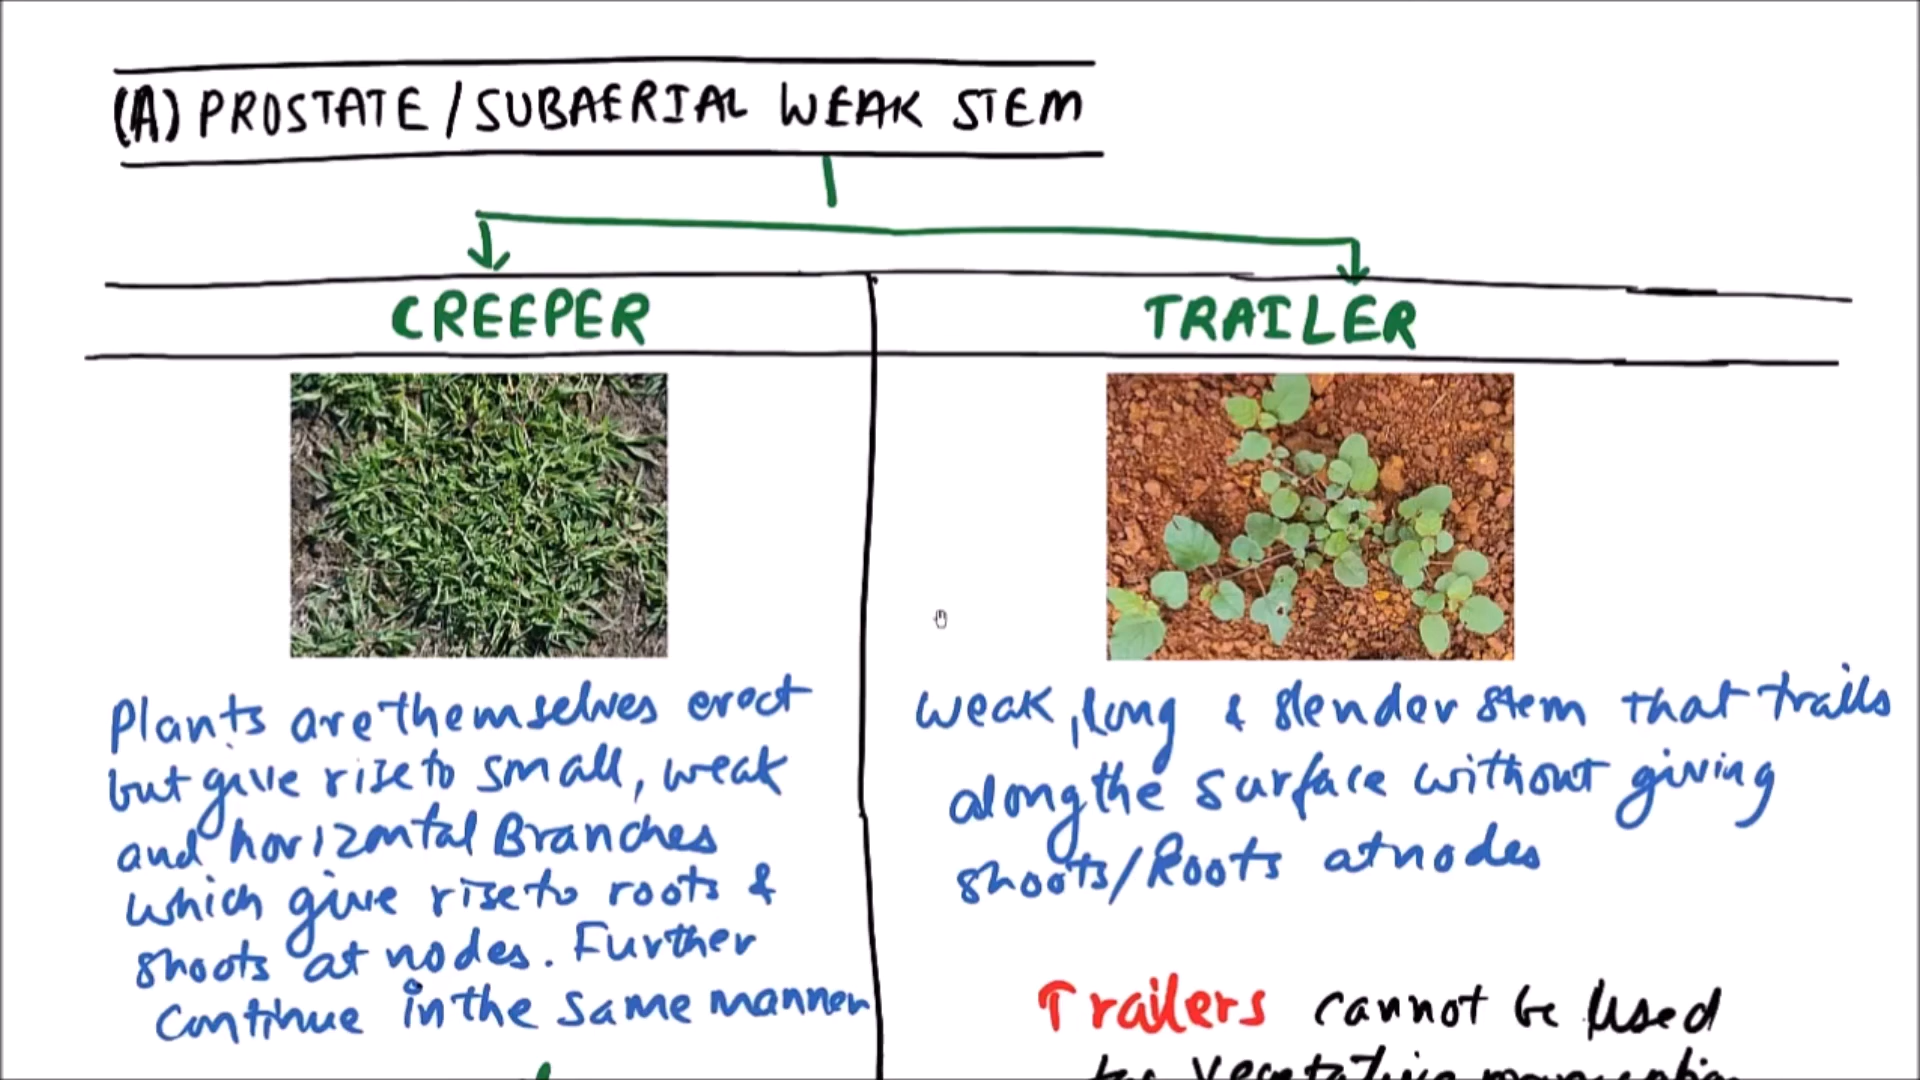 (A) PROSTATE / SUBAERIAL WEAK STEM
CREEPER
TRAILER
Plants are themselves erect
but give rise to small, weak
and horizontal Branches
which give rise to roots &
shoots at nodes. Further
continue in the same manner
weak, long & slender stem that trails
along the surface without giving
shoots/Roots at nodes
Trailers cannot be used
for vegetative